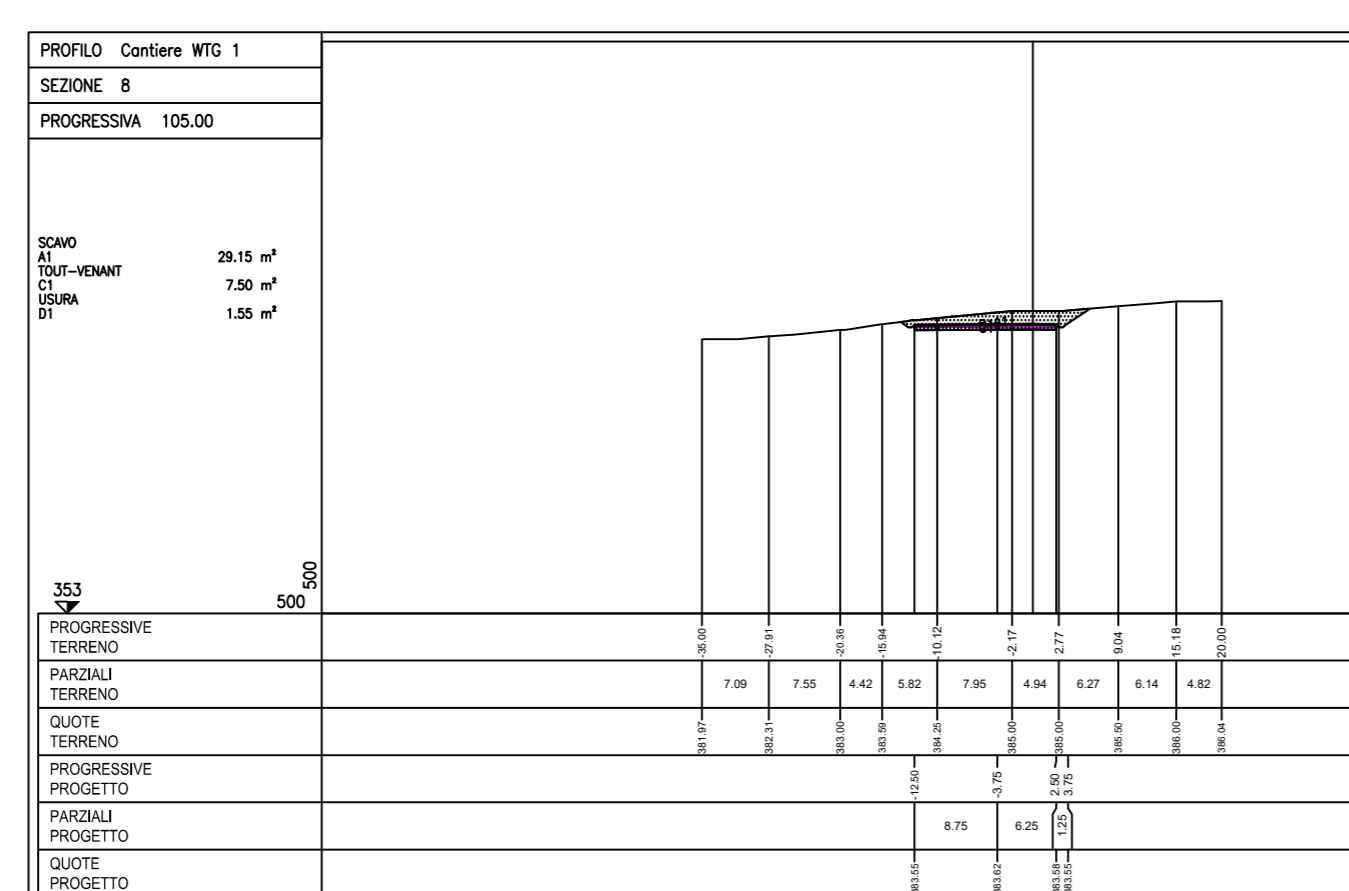 PROFILO Cantiere WTG 1
SEZIONE 8
PROGRESSIVA 105.00
SCAVO
A1 29.15 m²
TOUT-VENANT
C1 7.50 m²
USURA
D1 1.55 m²
353
500
500
PROGRESSIVE
TERRENO
-35.00 -27.91 -20.36 -15.94 -10.12 -2.17 2.77 9.04 15.18 20.00
PARZIALI
TERRENO
7.09 7.55 4.42 5.82 7.95 4.94 6.27 6.14 4.82
QUOTE
TERRENO
381.97 382.31 383.00 383.59 384.25 385.00 385.00 385.50 386.00 386.04
PROGRESSIVE
PROGETTO
-12.50 -3.75 2.50 3.75
PARZIALI
PROGETTO
8.75 6.25 1.25
QUOTE
PROGETTO